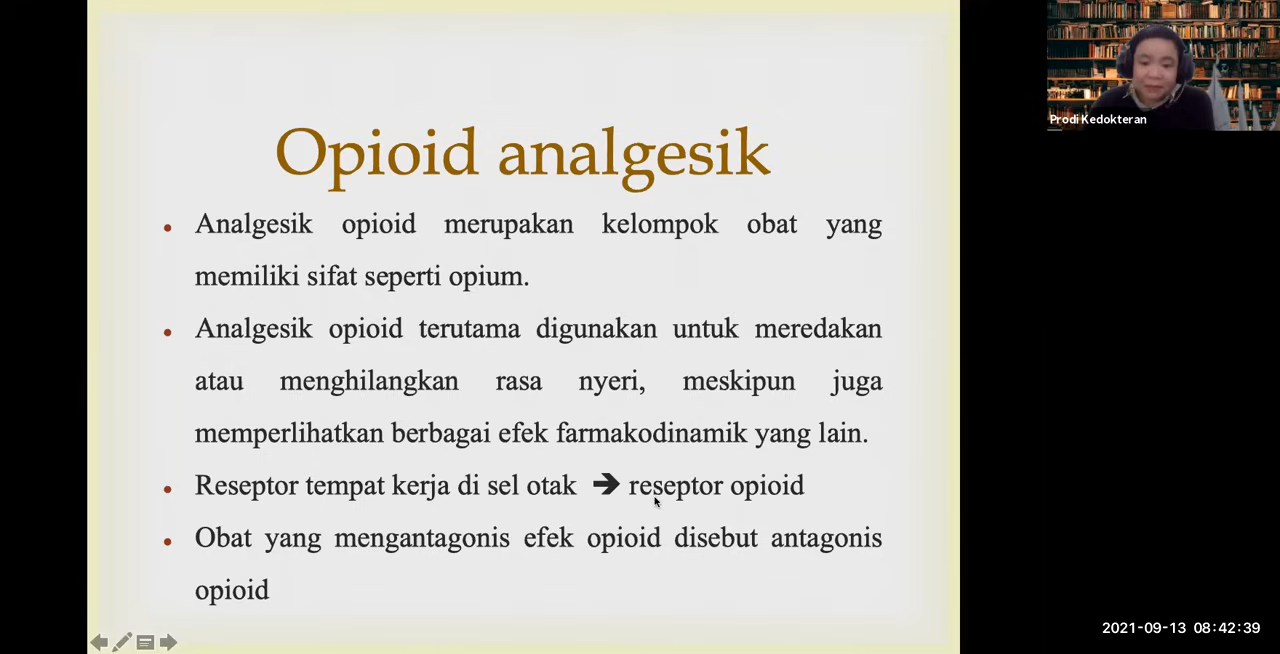 Opioid analgesik
• Analgesik opioid merupakan kelompok obat yang
memiliki sifat seperti opium.
• Analgesik opioid terutama digunakan untuk meredakan
atau menghilangkan rasa nyeri, meskipun juga
memperlihatkan berbagai efek farmakodinamik yang lain.
• Reseptor tempat kerja di sel otak ➔ reseptor opioid
• Obat yang mengantagonis efek opioid disebut antagonis
opioid
Prodi Kedokteran
2021-09-13 08:42:39